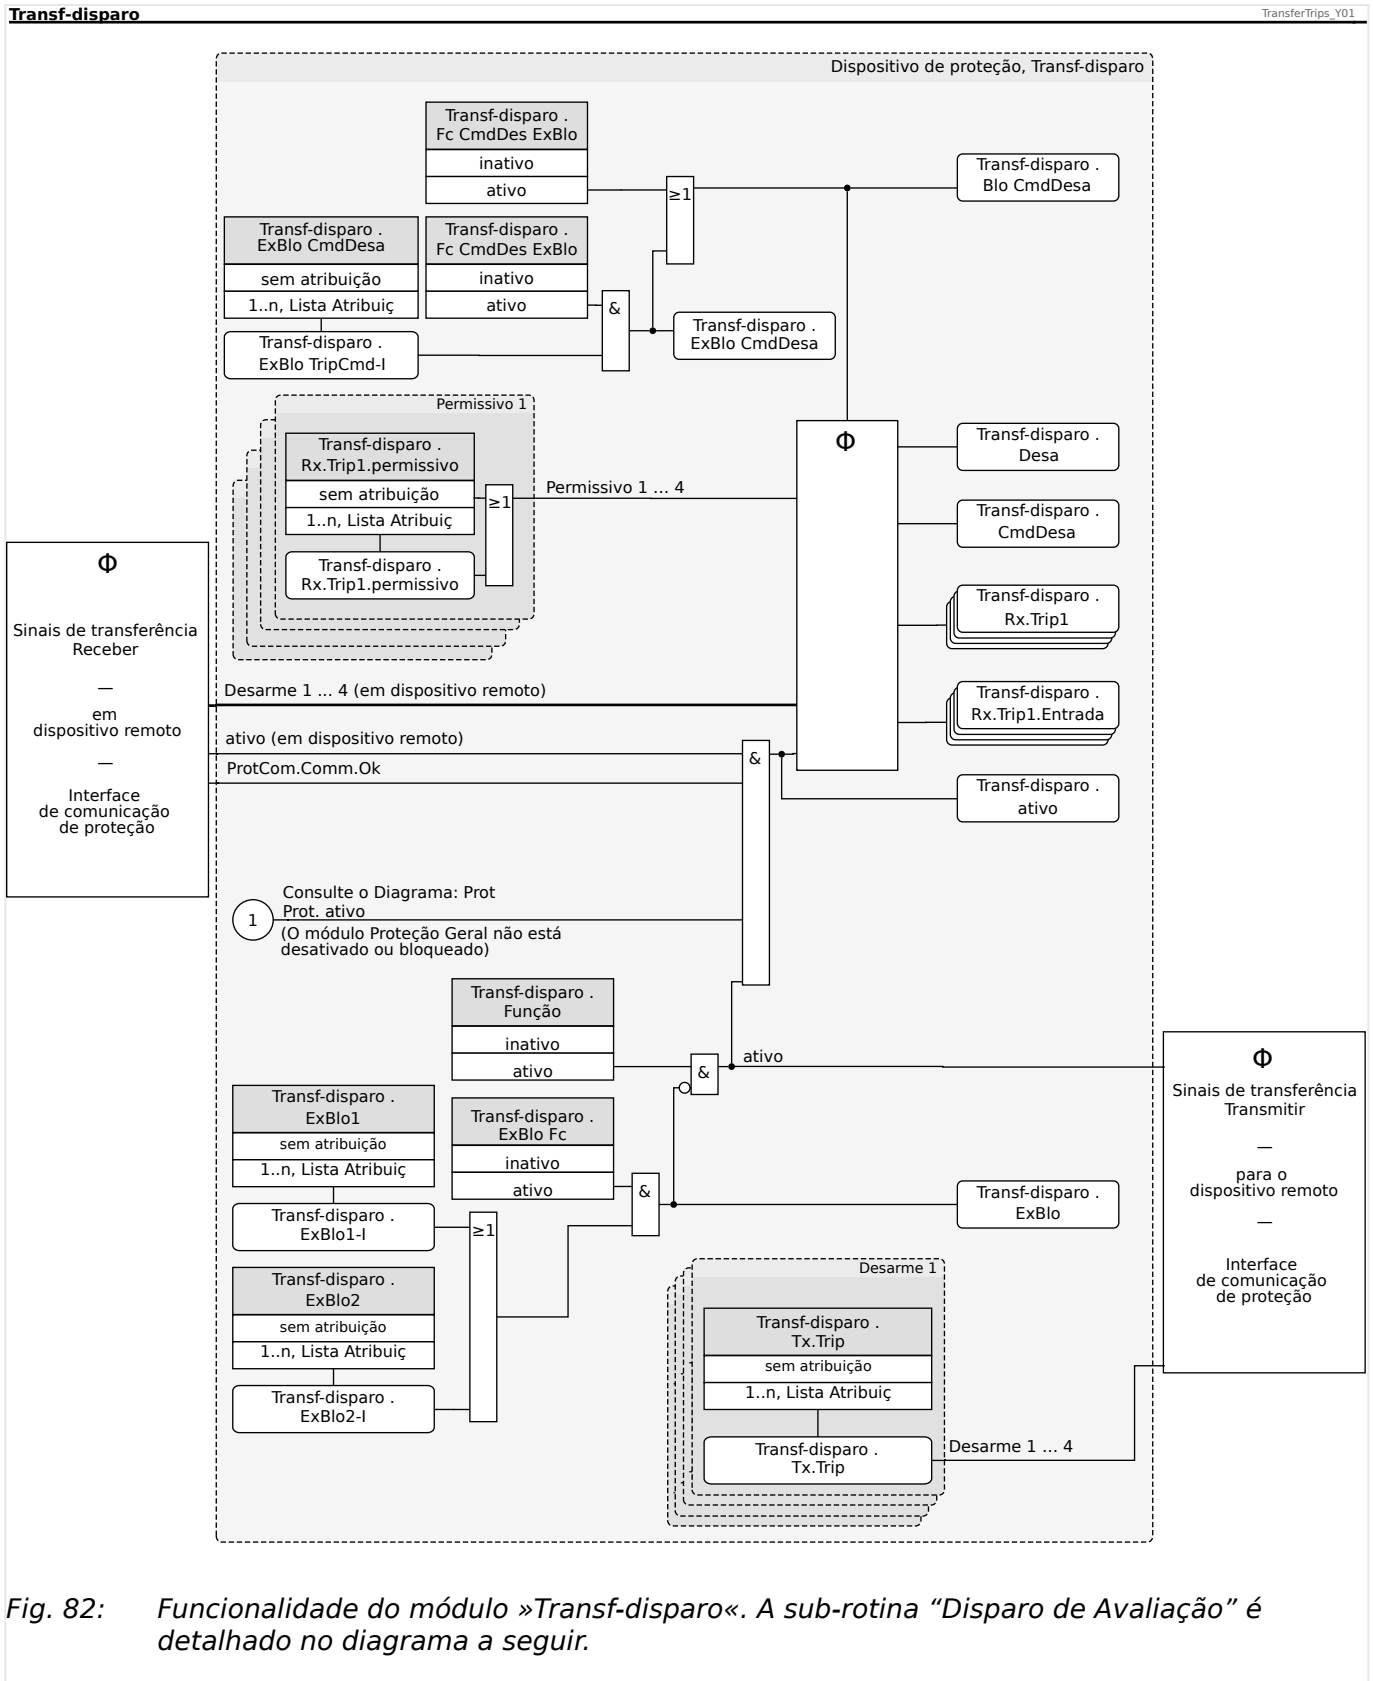 Transf-disparo
TransferTrips_Y01
Dispositivo de proteção, Transf-disparo
Transf-disparo .
Fc CmdDes ExBlo
inativo
ativo
≥1
Transf-disparo .
Blo CmdDesa
Transf-disparo .
ExBlo CmdDesa
sem atribuição
1..n, Lista Atribuiç
Transf-disparo .
ExBlo TripCmd-I
Transf-disparo .
Fc CmdDes ExBlo
inativo
ativo
&
Transf-disparo .
ExBlo CmdDesa
Permissivo 1
Transf-disparo .
Rx.Trip1.permissivo
sem atribuição
1..n, Lista Atribuiç
Transf-disparo .
Rx.Trip1.permissivo
≥1
Permissivo 1 ... 4
Φ
Transf-disparo .
Desa
Transf-disparo .
CmdDesa
Transf-disparo .
Rx.Trip1
Transf-disparo .
Rx.Trip1.Entrada
Transf-disparo .
ativo
Φ
Sinais de transferência
Receber
—
em
dispositivo remoto
—
Interface
de comunicação
de proteção
Desarme 1 ... 4 (em dispositivo remoto)
ativo (em dispositivo remoto)
ProtCom.Comm.Ok
&
1
Consulte o Diagrama: Prot
Prot. ativo
(O módulo Proteção Geral não está
desativado ou bloqueado)
Transf-disparo .
Função
inativo
ativo
&
ativo
Transf-disparo .
ExBlo1
sem atribuição
1..n, Lista Atribuiç
Transf-disparo .
ExBlo1-I
Transf-disparo .
ExBlo Fc
inativo
ativo
&
Transf-disparo .
ExBlo
≥1
Transf-disparo .
ExBlo2
sem atribuição
1..n, Lista Atribuiç
Transf-disparo .
ExBlo2-I
Desarme 1
Transf-disparo .
Tx.Trip
sem atribuição
1..n, Lista Atribuiç
Transf-disparo .
Tx.Trip
Desarme 1 ... 4
Φ
Sinais de transferência
Transmitir
—
para o
dispositivo remoto
—
Interface
de comunicação
de proteção
Fig. 82: Funcionalidade do módulo »Transf-disparo«. A sub-rotina “Disparo de Avaliação” é
detalhado no diagrama a seguir.